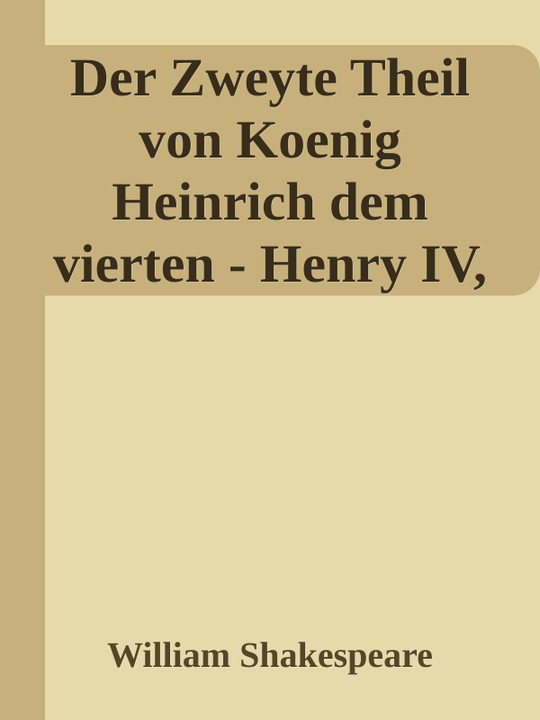 Der Zweyte Theil
von Koenig
Heinrich dem
vierten - Henry IV,
William Shakespeare